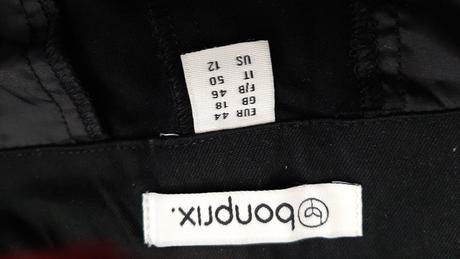 bonprix.
EUR 44
GB 18
F/B 46
IT 50
US 12